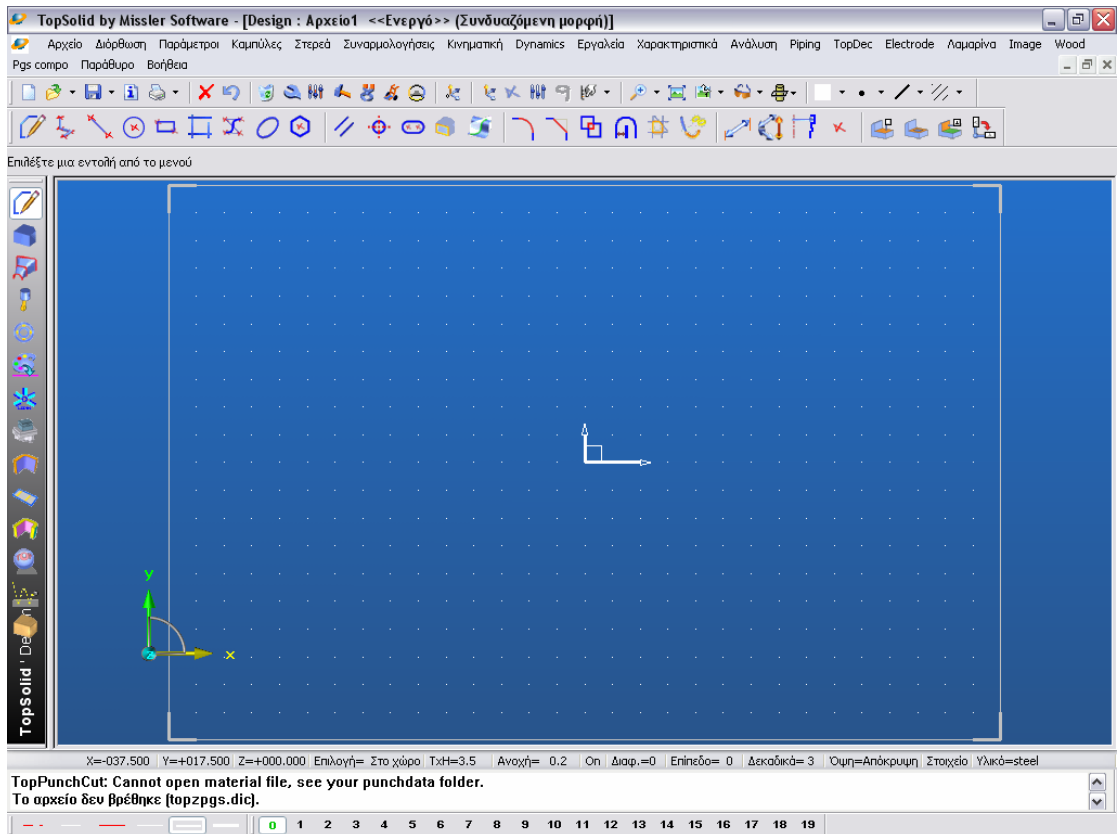 TopSolid by Missler Software - [Design : Αρχείο1 <<Ενεργό>> (Συνδυαζόμενη μορφή)]
Αρχείο Διόρθωση Παράμετροι Καμπύλες Στερεά Συναρμολογήσεις Κινηματική Dynamics Εργαλεία Χαρακτηριστικά Ανάλυση Piping TopDec Electrode Λαμαρίνα Image Wood
Pgs compo Παράθυρο Βοήθεια
Επιλέξτε μια εντολή από το μενού
y
x
TopSolid'Design
X=-037.500 Y=+017.500 Z=+000.000 Επιλογή= Στο χώρο TxH=3.5 Ανοχή= 0.2 On Διαφ.=0 Επίπεδο= 0 Δεκαδικά= 3 Όψη=Απόκρυψη Στοιχείο Υλικό=steel
TopPunchCut: Cannot open material file, see your punchdata folder.
Το αρχείο δεν βρέθηκε (topzpgs.dic).
0 1 2 3 4 5 6 7 8 9 10 11 12 13 14 15 16 17 18 19